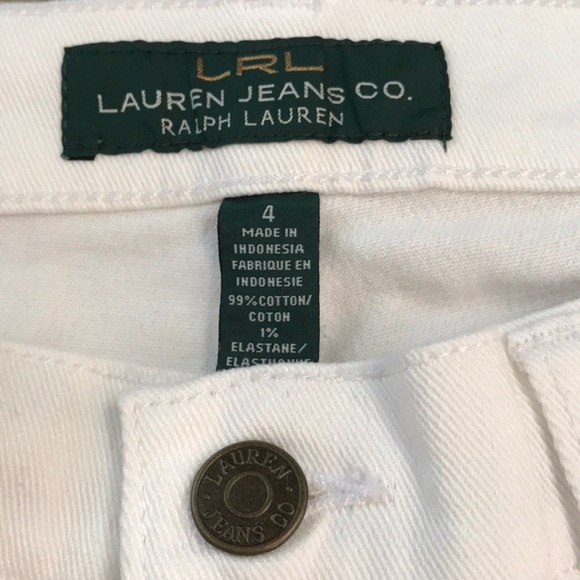 LRL
LAUREN JEANS CO.
RALPH LAUREN
4
MADE IN
INDONESIA
FABRIQUE EN
INDONESIE
99% COTTON/
COTON
1%
ELASTANE/
ELASTHANNE
LAUREN
JEANS CO